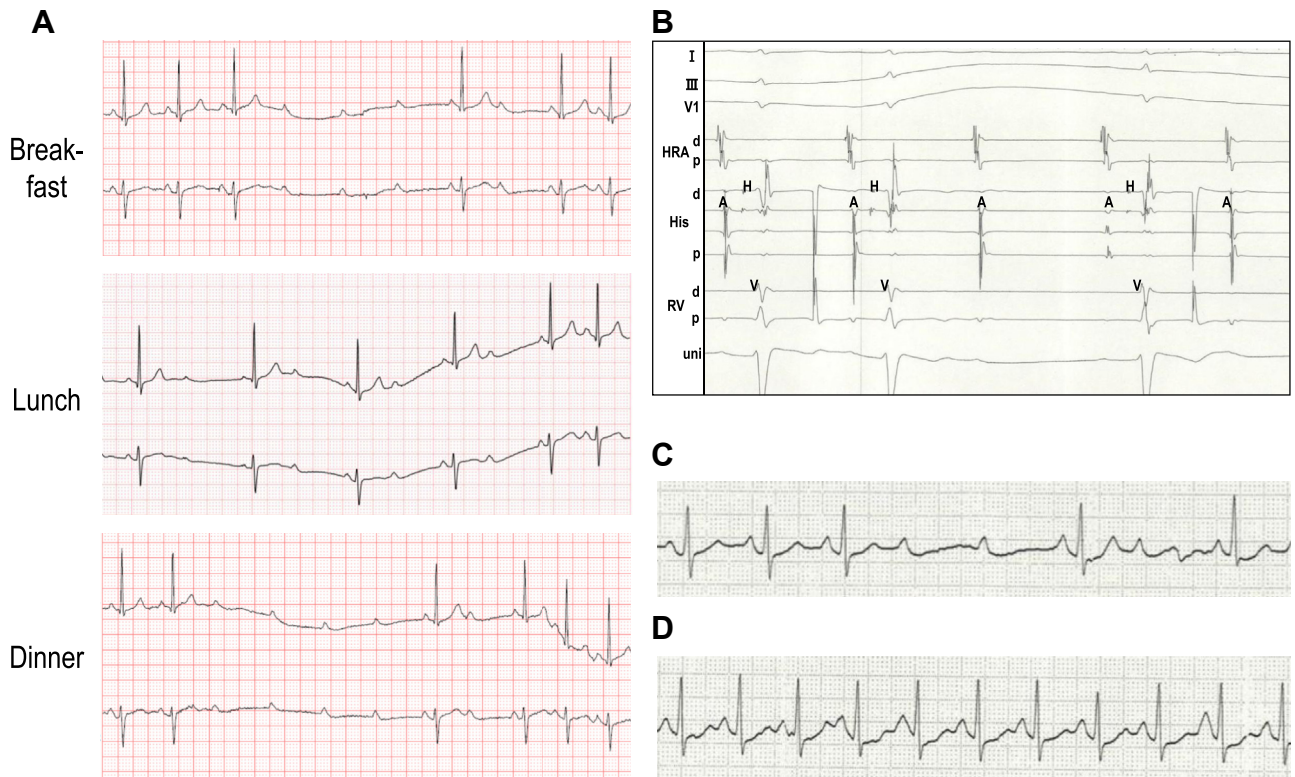 A
Break-
fast
Lunch
Dinner
B
I
III
V1
d
HRA
p
H
H
H
d
A
A
A
A
A
His
p
V
V
V
d
RV
p
uni
C
D